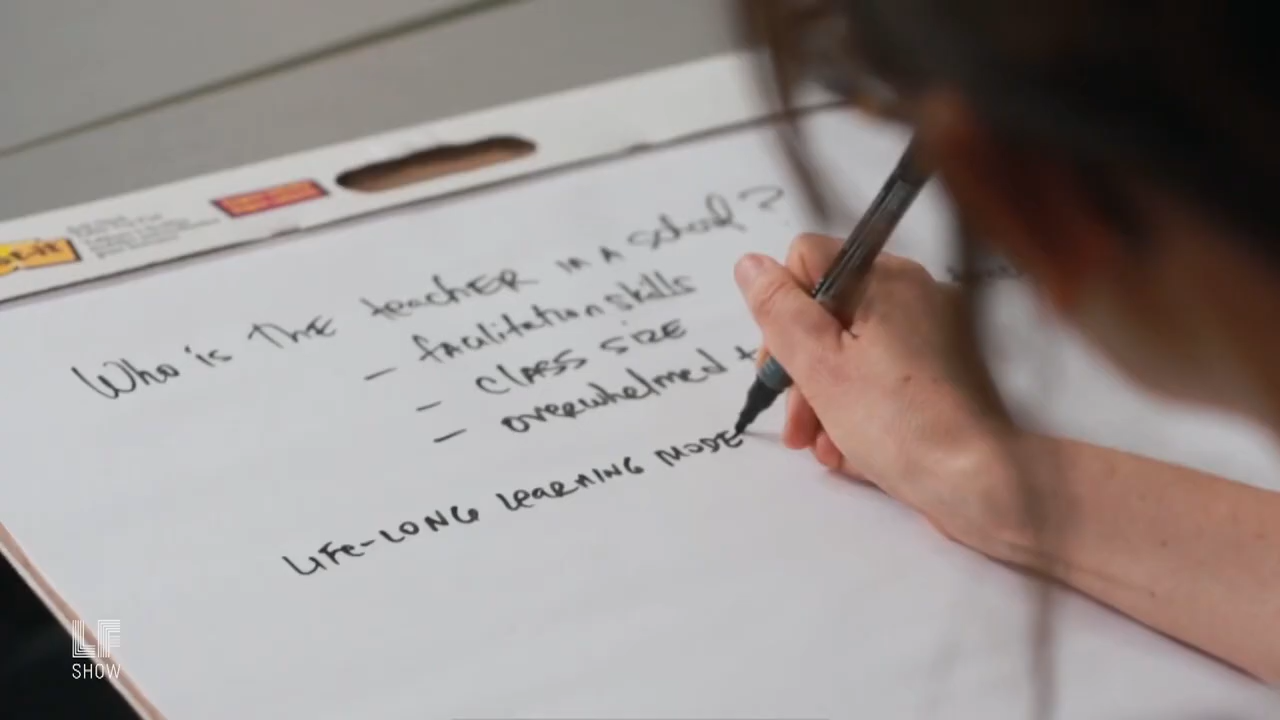 Who is The teacHER in A School?
- facilitation skills
- CLASS SIZE
- overwhelmed
LIFe-LONG LeARNING MODE
LF
SHOW